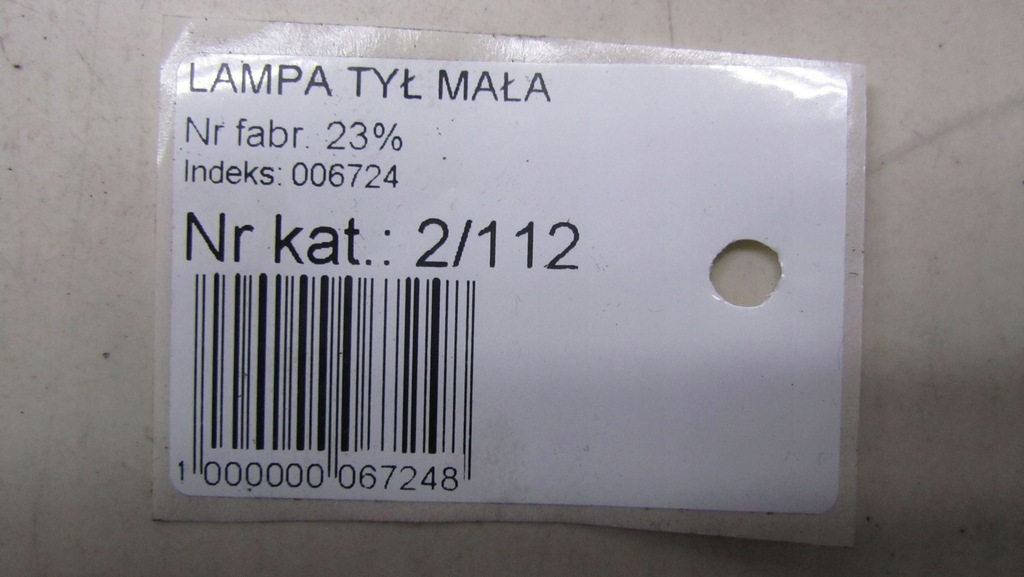 LAMPA TYŁ MAŁA
Nr fabr. 23%
Indeks: 006724
Nr kat.: 2/112
1 000000 067248